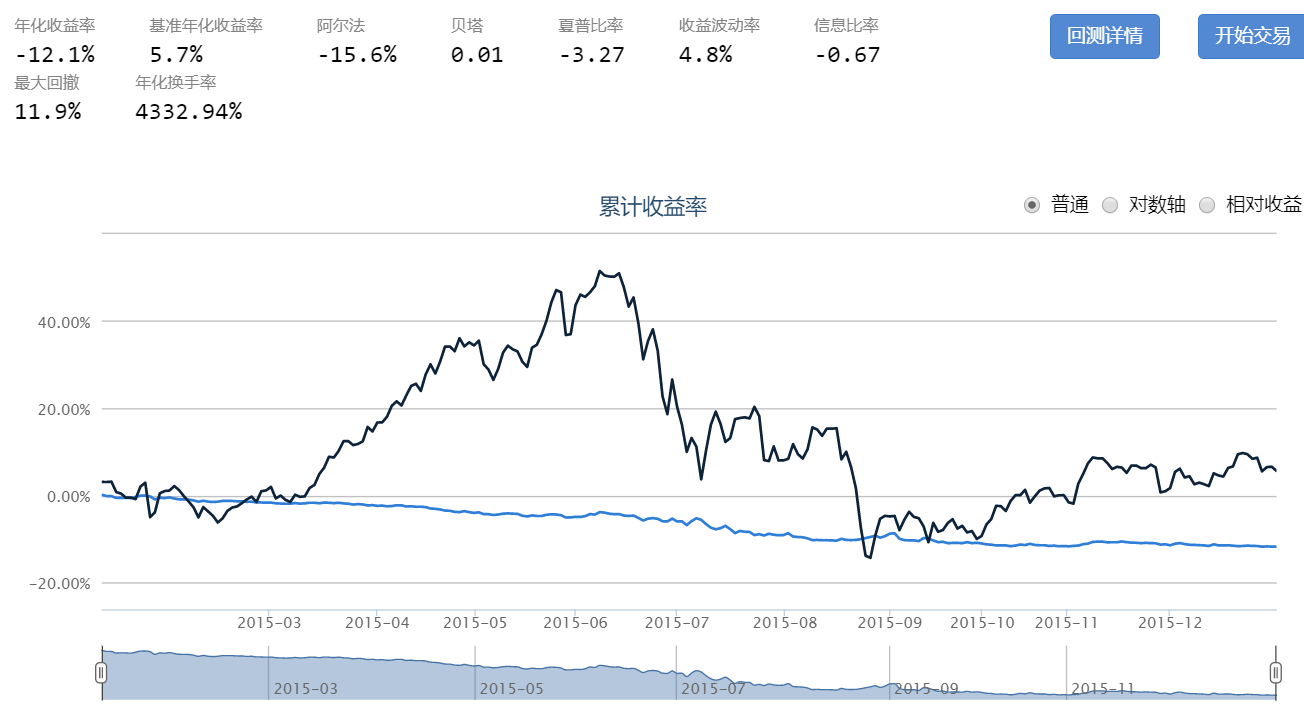 年化收益率 基准年化收益率 阿尔法 贝塔 夏普比率 收益波动率 信息比率
-12.1% 5.7% -15.6% 0.01 -3.27 4.8% -0.67
回测详情 开始交易
最大回撤 年化换手率
11.9% 4332.94%
累计收益率
普通 对数轴 相对收益
40.00%
20.00%
0.00%
-20.00%
2015-03 2015-04 2015-05 2015-06 2015-07 2015-08 2015-09 2015-10 2015-11 2015-12
2015-03 2015-05 2015-07 2015-09 2015-11